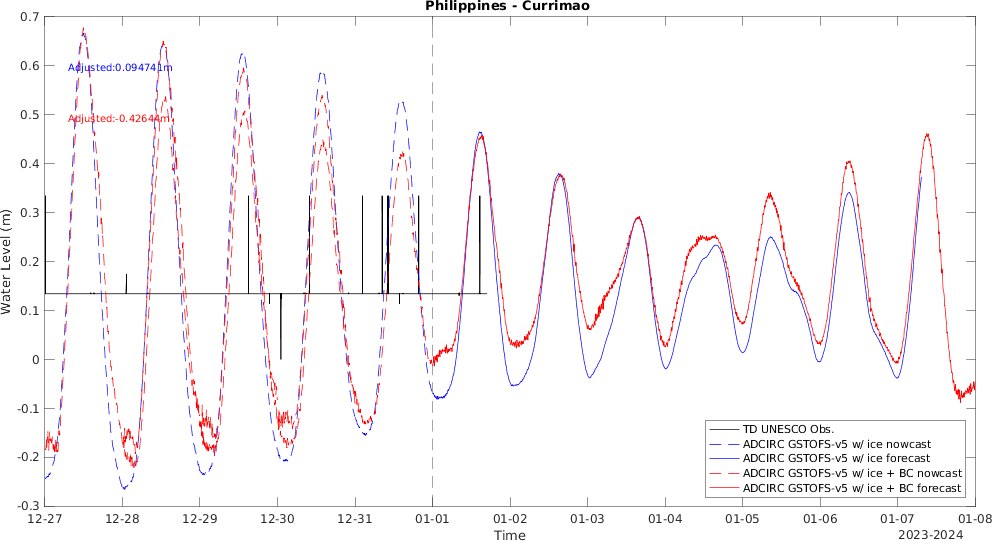 Philippines - Currimao
0.7
0.6
0.5
0.4
0.3
0.2
0.1
0
-0.1
-0.2
-0.3
Water Level (m)
Adjusted:0.094741m
Adjusted:-0.42644m
TD UNESCO Obs.
ADCIRC GSTOFS-v5 w/ ice nowcast
ADCIRC GSTOFS-v5 w/ ice forecast
ADCIRC GSTOFS-v5 w/ ice + BC nowcast
ADCIRC GSTOFS-v5 w/ ice + BC forecast
12-27 12-28 12-29 12-30 12-31 01-01 01-02 01-03 01-04 01-05 01-06 01-07 01-08
Time
2023-2024